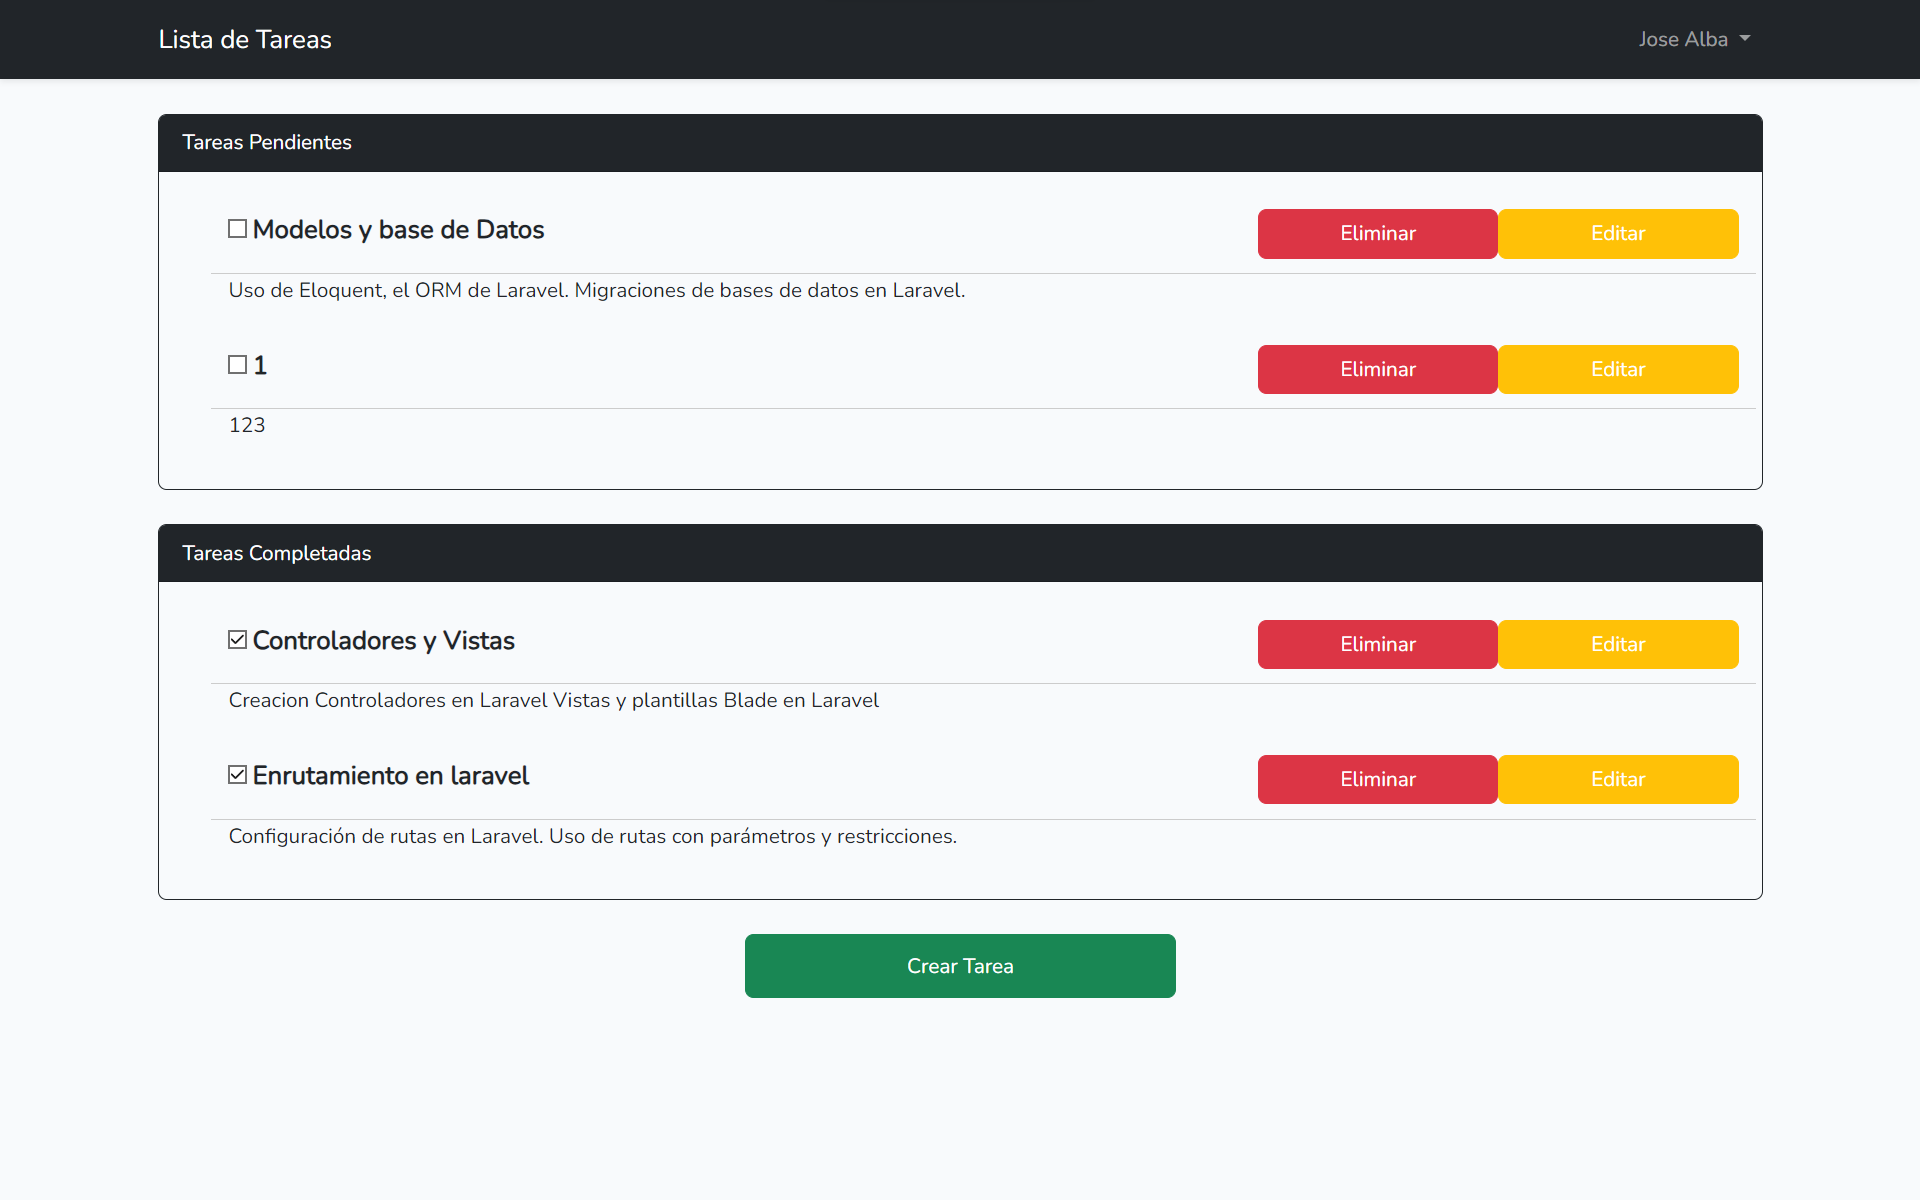 Lista de Tareas
Jose Alba
Tareas Pendientes
Modelos y base de Datos
Eliminar
Editar
Uso de Eloquent, el ORM de Laravel. Migraciones de bases de datos en Laravel.
1
Eliminar
Editar
123
Tareas Completadas
Controladores y Vistas
Eliminar
Editar
Creacion Controladores en Laravel Vistas y plantillas Blade en Laravel
Enrutamiento en laravel
Eliminar
Editar
Configuración de rutas en Laravel. Uso de rutas con parámetros y restricciones.
Crear Tarea